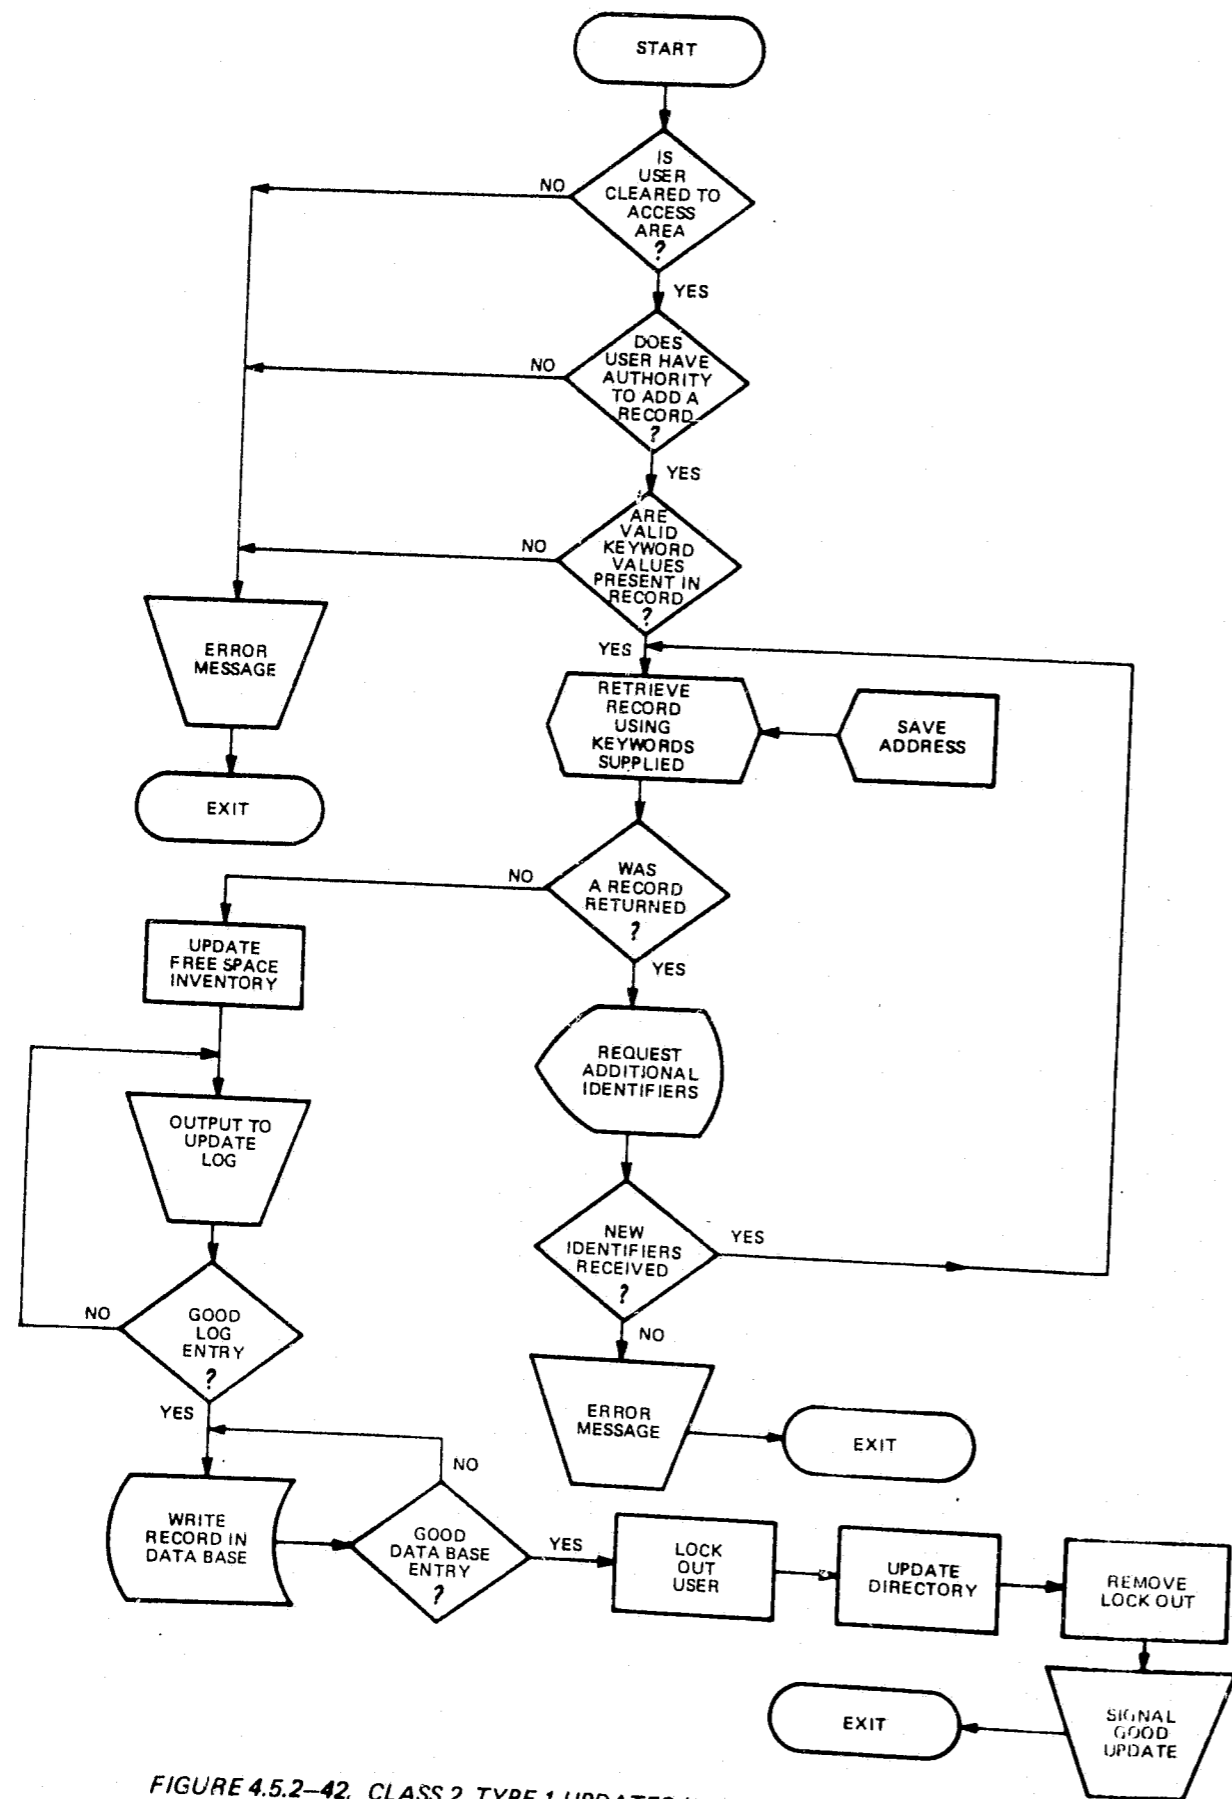 START
IS
USER
CLEARED TO
ACCESS
AREA
?
NO
YES
DOES
USER HAVE
AUTHORITY
TO ADD A
RECORD
?
NO
YES
ARE
VALID
KEYWORD
VALUES
PRESENT IN
RECORD
?
NO
YES
ERROR
MESSAGE
EXIT
RETRIEVE
RECORD
USING
KEYWORDS
SUPPLIED
SAVE
ADDRESS
WAS
A RECORD
RETURNED
?
NO
YES
UPDATE
FREE SPACE
INVENTORY
REQUEST
ADDITIONAL
IDENTIFIERS
OUTPUT TO
UPDATE
LOG
NEW
IDENTIFIERS
RECEIVED
?
YES
NO
GOOD
LOG
ENTRY
?
NO
YES
ERROR
MESSAGE
EXIT
WRITE
RECORD IN
DATA BASE
GOOD
DATA BASE
ENTRY
?
NO
YES
LOCK
OUT
USER
UPDATE
DIRECTORY
REMOVE
LOCK OUT
SIGNAL
GOOD
UPDATE
EXIT
FIGURE 4.5.2–42. CLASS 2, TYPE 1 UPDATES